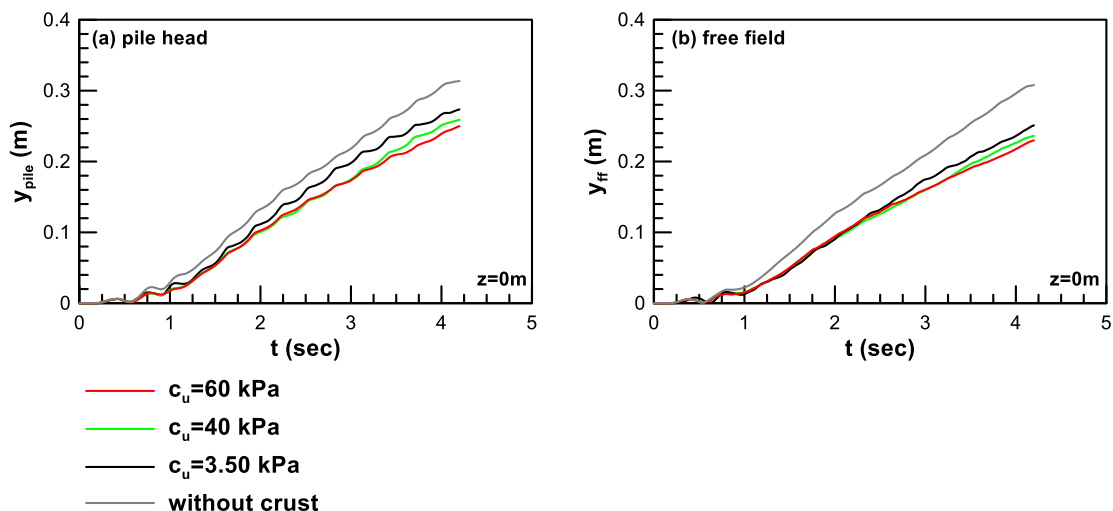 (a) pile head
y_pile (m)
0.4
0.3
0.2
0.1
0
z=0m
0 1 2 3 4 5
t (sec)
(b) free field
y_ff (m)
0.4
0.3
0.2
0.1
0
z=0m
0 1 2 3 4 5
t (sec)
c_u=60 kPa
c_u=40 kPa
c_u=3.50 kPa
without crust